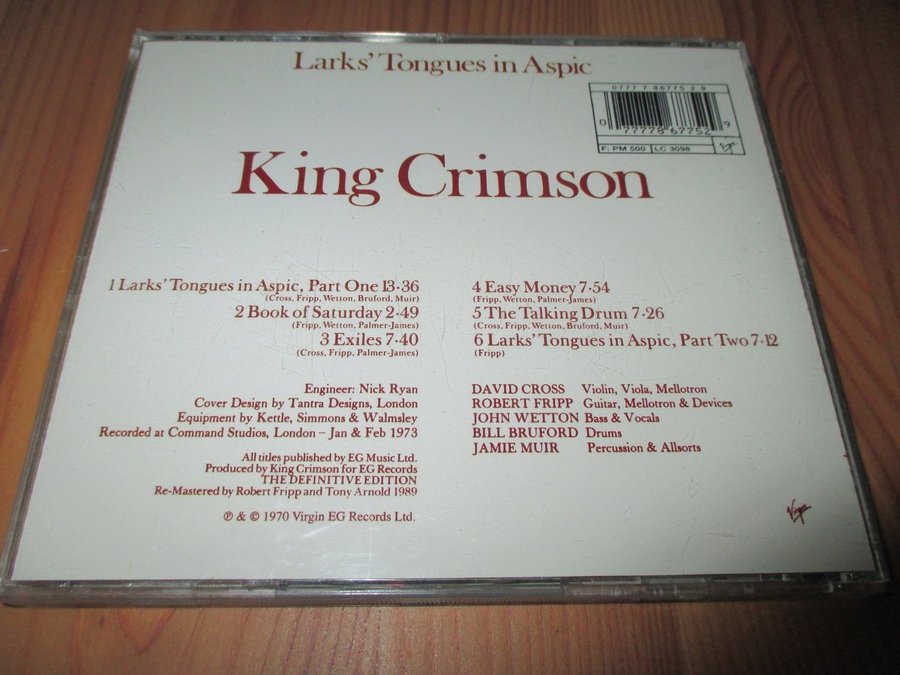 Larks' Tongues in Aspic
0777 7 86775 2 9
0 77778 67752 9
F: PM 500 LC 3098 Virgin
King Crimson
1 Larks' Tongues in Aspic, Part One 13·36
(Cross, Fripp, Wetton, Bruford, Muir)
2 Book of Saturday 2·49
(Fripp, Wetton, Palmer-James)
3 Exiles 7·40
(Cross, Fripp, Palmer-James)
4 Easy Money 7·54
(Fripp, Wetton, Palmer-James)
5 The Talking Drum 7·26
(Cross, Fripp, Wetton, Bruford, Muir)
6 Larks' Tongues in Aspic, Part Two 7·12
(Fripp)
Engineer: Nick Ryan
Cover Design by Tantra Designs, London
Equipment by Kettle, Simmons & Walmsley
Recorded at Command Studios, London – Jan & Feb 1973
All titles published by EG Music Ltd.
Produced by King Crimson for EG Records
THE DEFINITIVE EDITION
Re-Mastered by Robert Fripp and Tony Arnold 1989
℗ & © 1970 Virgin EG Records Ltd.
DAVID CROSS Violin, Viola, Mellotron
ROBERT FRIPP Guitar, Mellotron & Devices
JOHN WETTON Bass & Vocals
BILL BRUFORD Drums
JAMIE MUIR Percussion & Allsorts
Virgin